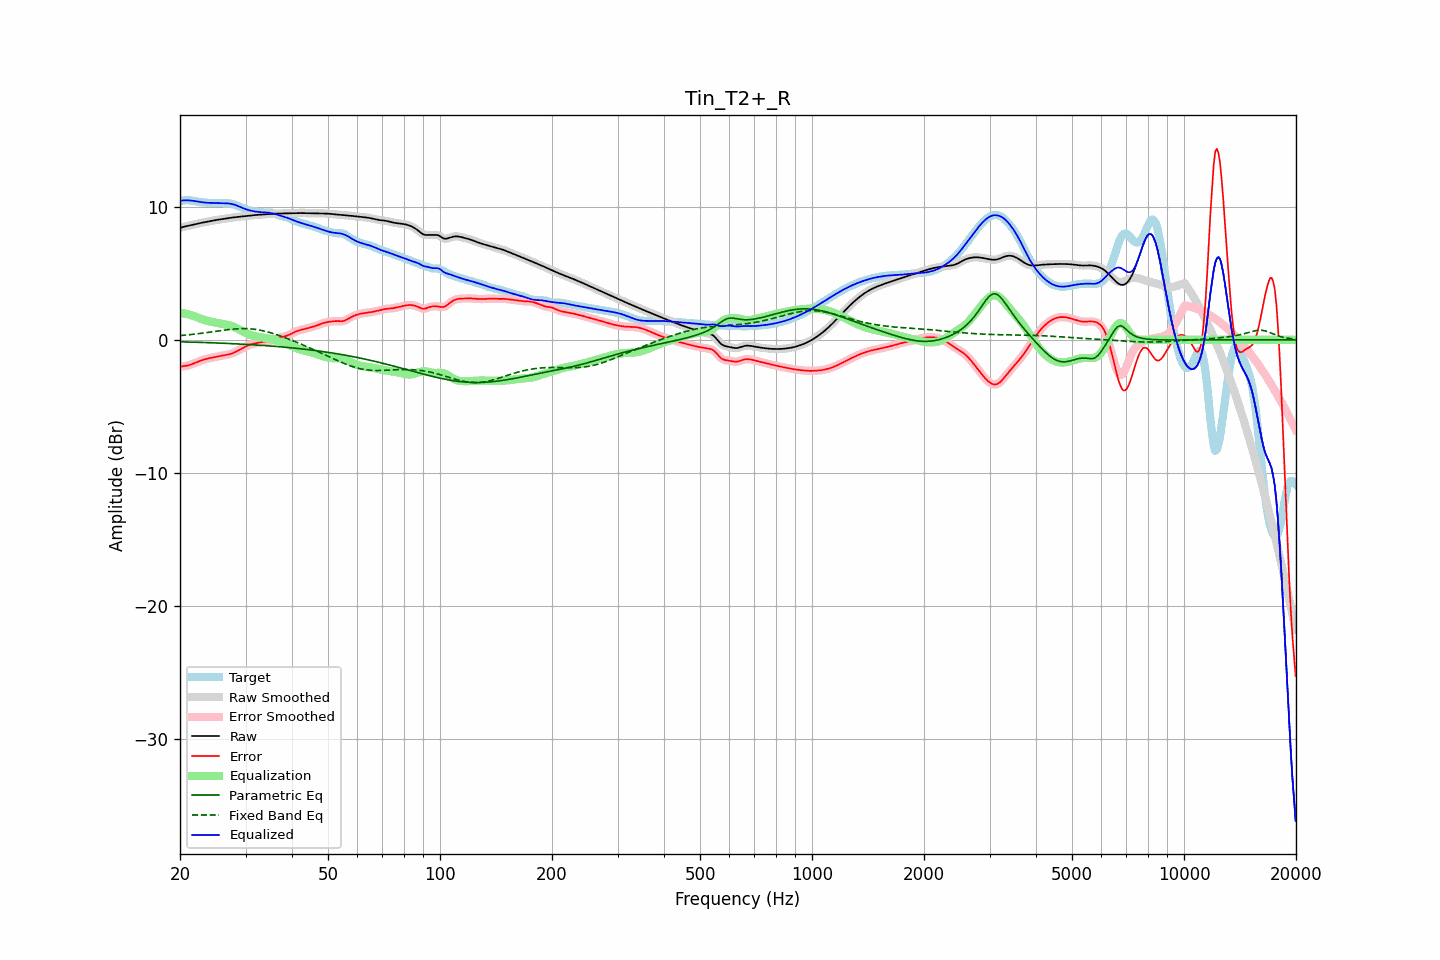 Tin_T2+_R
Amplitude (dBr)
10
0
−10
−20
−30
Target
Raw Smoothed
Error Smoothed
Raw
Error
Equalization
Parametric Eq
Fixed Band Eq
Equalized
20 50 100 200 500 1000 2000 5000 10000 20000
Frequency (Hz)